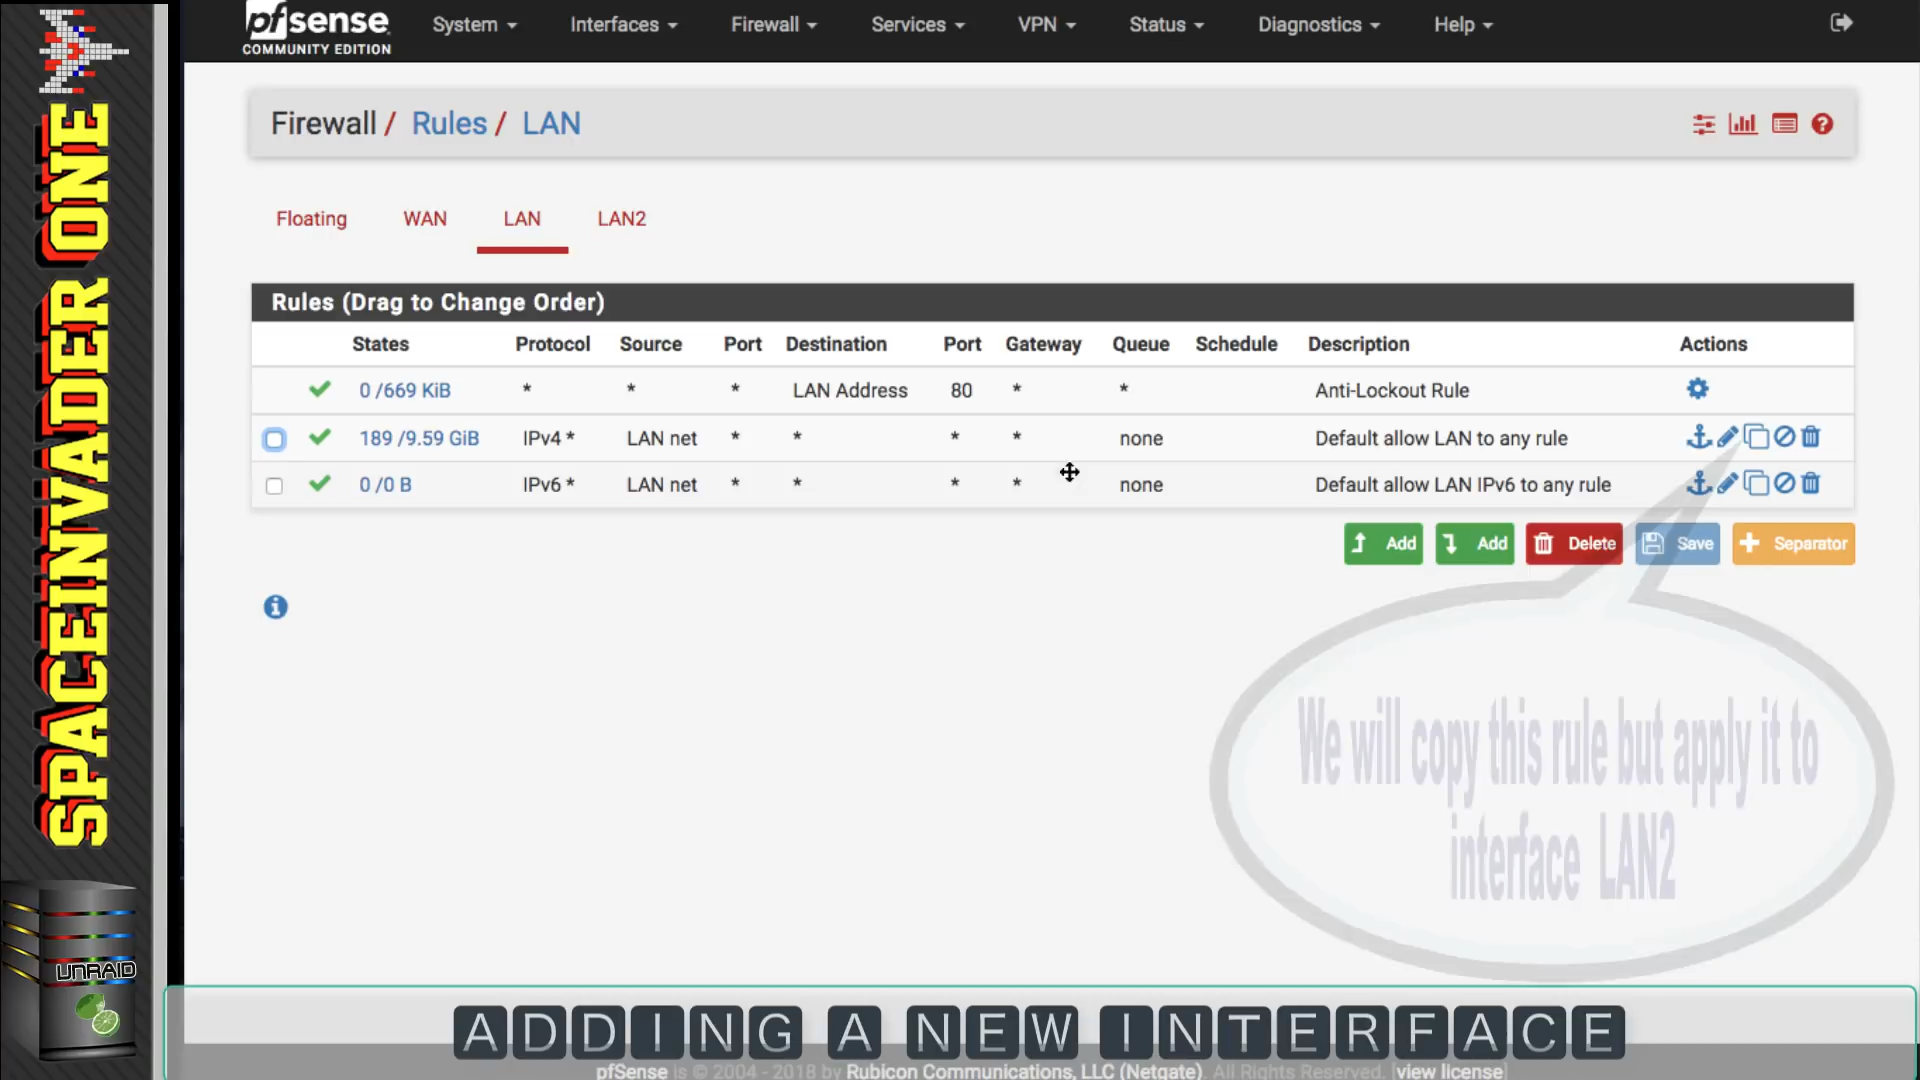 SPACEINVADER ONE
UNRAID
pfsense
COMMUNITY EDITION
System Interfaces Firewall Services VPN Status Diagnostics Help
Firewall / Rules / LAN
Floating WAN LAN LAN2
Rules (Drag to Change Order)
States Protocol Source Port Destination Port Gateway Queue Schedule Description Actions
0 /669 KiB * * * LAN Address 80 * * Anti-Lockout Rule
189 /9.59 GiB IPv4 * LAN net * * * * none Default allow LAN to any rule
0 /0 B IPv6 * LAN net * * * * none Default allow LAN IPv6 to any rule
Add Add Delete Save Separator
We will copy this rule but apply it to
interface LAN2
ADDING A NEW INTERFACE
pfSense is © 2004 - 2018 by Rubicon Communications, LLC (Netgate). All Rights Reserved. [view license]